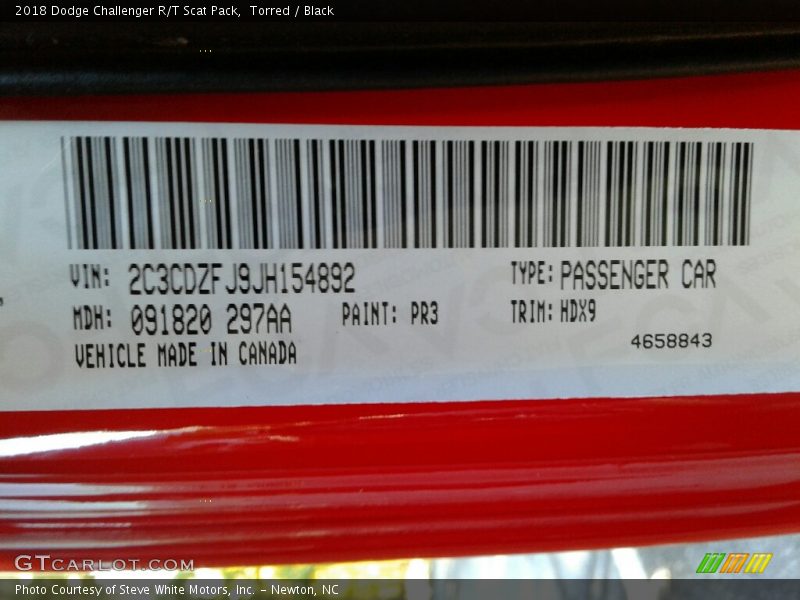 2018 Dodge Challenger R/T Scat Pack,  Torred / Black
VIN: 2C3CDZFJ9JH154892 TYPE: PASSENGER CAR
MDH: 091820 297AA PAINT: PR3 TRIM: HDX9
VEHICLE MADE IN CANADA 4658843
GTCARLOT.COM
Photo Courtesy of Steve White Motors, Inc. – Newton, NC